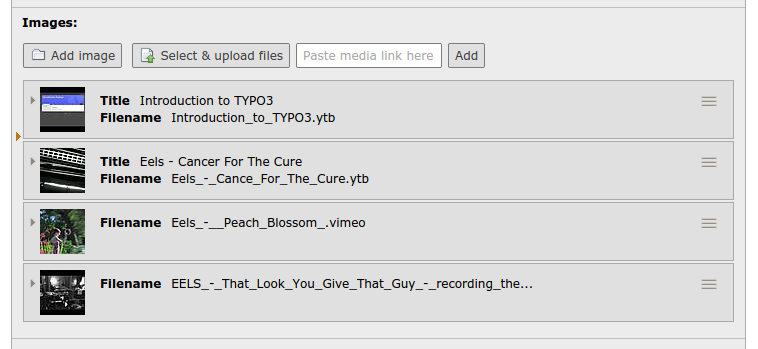 Images:
Add image Select & upload files Paste media link here Add
Title Introduction to TYPO3
Filename Introduction_to_TYPO3.ytb
Title Eels - Cancer For The Cure
Filename Eels_-_Cance_For_The_Cure.ytb
Filename Eels_-__Peach_Blossom_.vimeo
Filename EELS_-_That_Look_You_Give_That_Guy_-_recording_the...